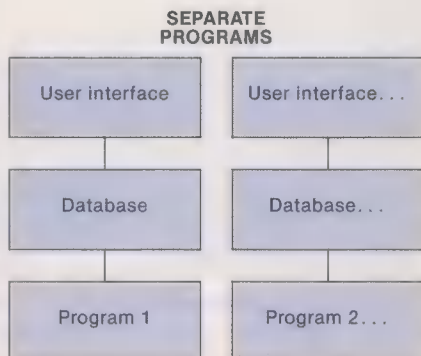 SEPARATE
PROGRAMS
User interface
User interface...
Database
Database...
Program 1
Program 2...